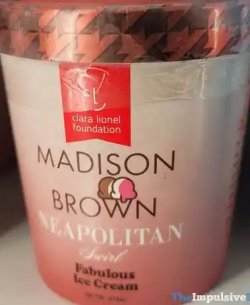 clara lionel
foundation
MADISON
BROWN
NEAPOLITAN
Swirl
Fabulous
Ice Cream
TheImpulsive